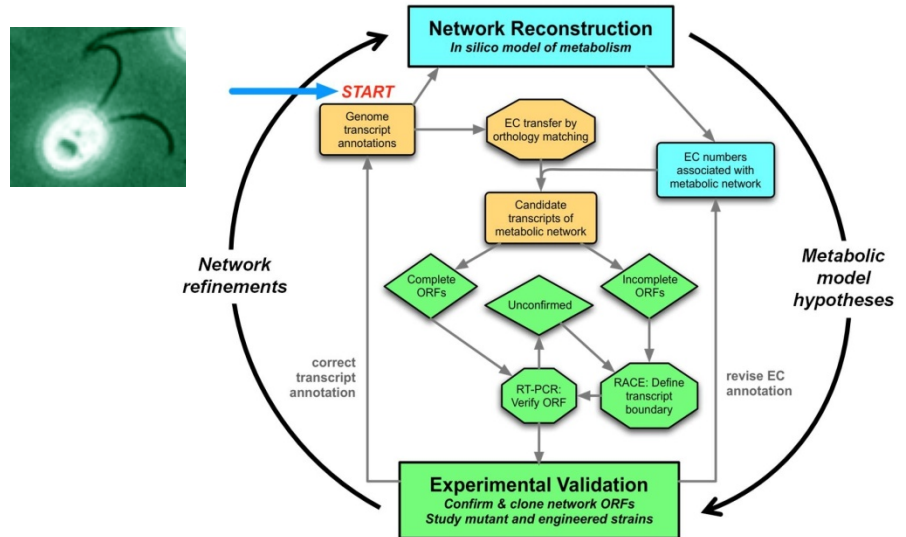 Network Reconstruction
In silico model of metabolism
START
Genome
transcript
annotations
EC transfer by
orthology matching
EC numbers
associated with
metabolic network
Candidate
transcripts of
metabolic network
Network
refinements
Metabolic
model
hypotheses
Complete
ORFs
Unconfirmed
Incomplete
ORFs
correct
transcript
annotation
RT-PCR:
Verify ORF
RACE: Define
transcript
boundary
revise EC
annotation
Experimental Validation
Confirm & clone network ORFs
Study mutant and engineered strains